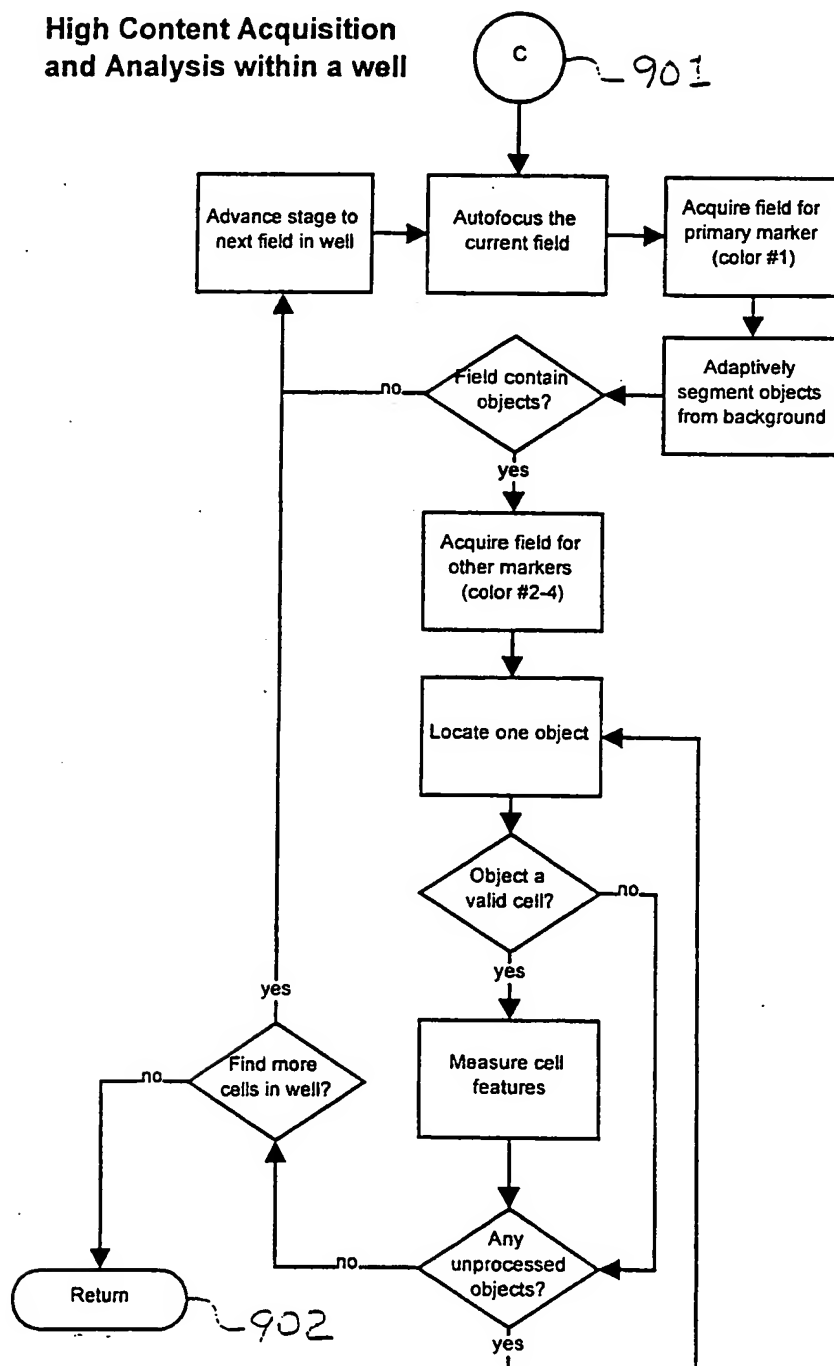 High Content Acquisition
and Analysis within a well
C
901
Advance stage to
next field in well
Autofocus the
current field
Acquire field for
primary marker
(color #1)
Adaptively
segment objects
from background
Field contain
objects?
no
yes
Acquire field for
other markers
(color #2-4)
Locate one object
Object a
valid cell?
no
yes
Measure cell
features
yes
Find more
cells in well?
no
Any
unprocessed
objects?
no
yes
Return
902